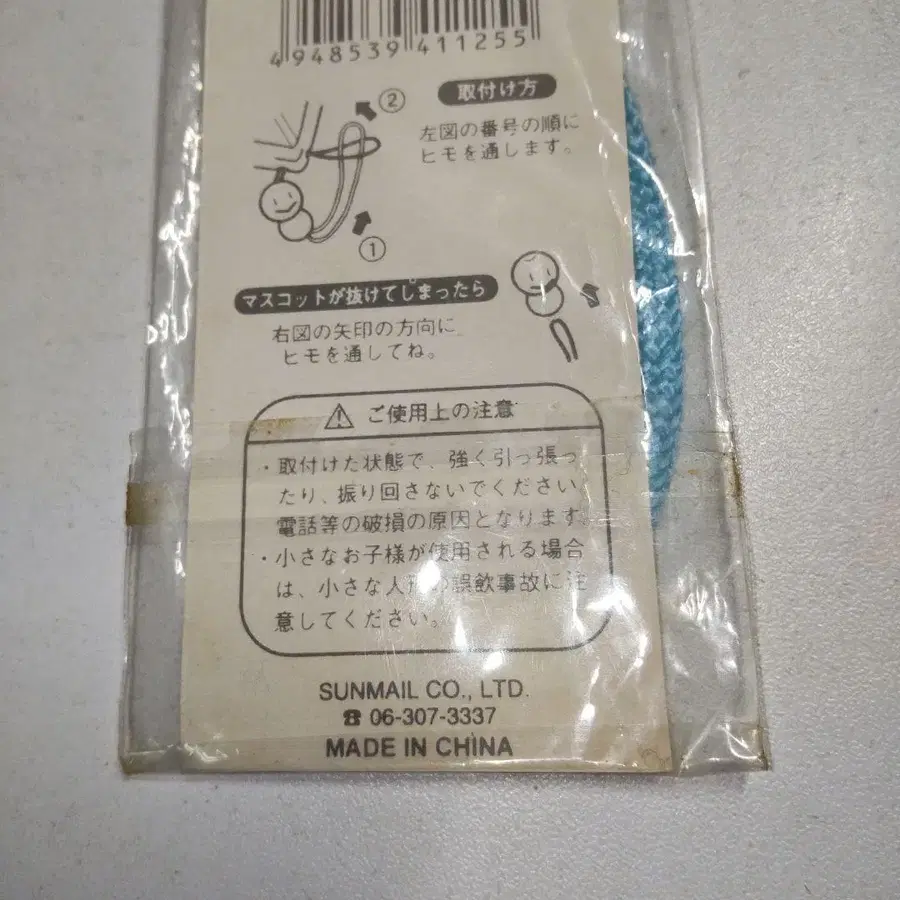 4948539411255
② 取付け方
左図の番号の順に
ヒモを通します。
①
マスコットが抜けてしまったら
右図の矢印の方向に
ヒモを通してね。
⚠ ご使用上の注意
・取付けた状態で、強く引っ張っ
たり、振り回さないでください
電話等の破損の原因となります。
・小さなお子様が使用される場合
は、小さな人形の誤飲事故に注
意してください。
SUNMAIL CO., LTD.
☎ 06-307-3337
MADE IN CHINA